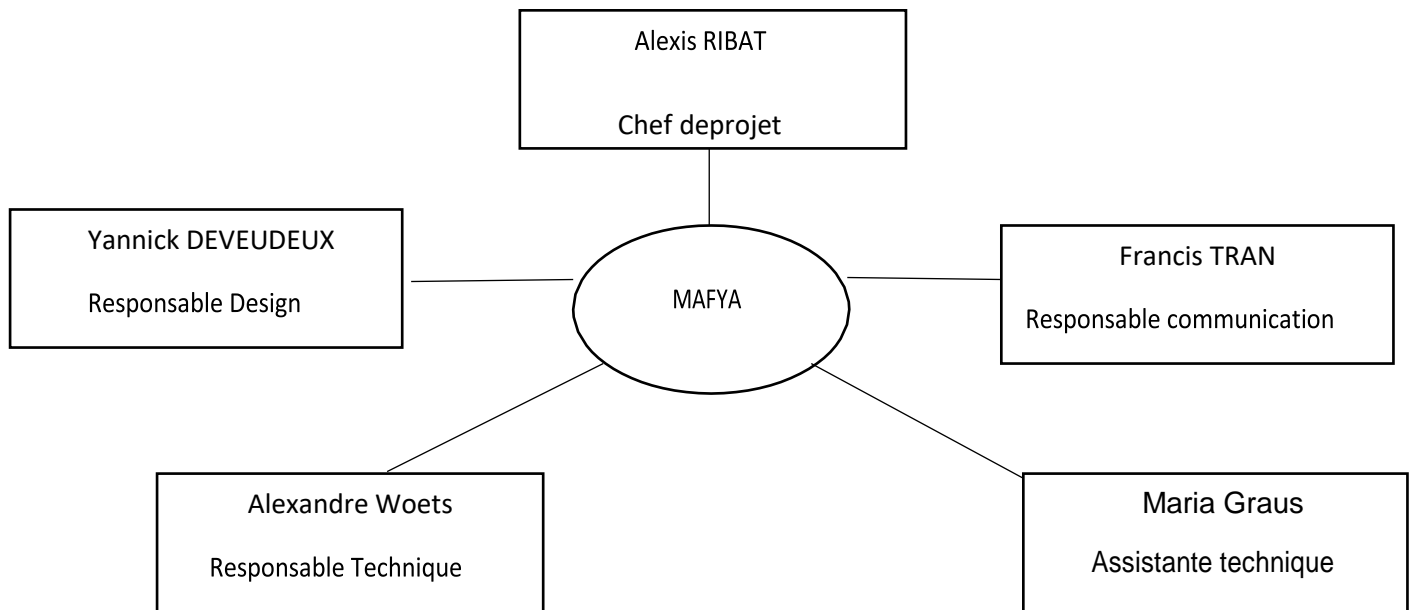 Alexis RIBAT
Chef deprojet
Yannick DEVEUDEUX
Responsable Design
MAFYA
Francis TRAN
Responsable communication
Alexandre Woets
Responsable Technique
Maria Graus
Assistante technique